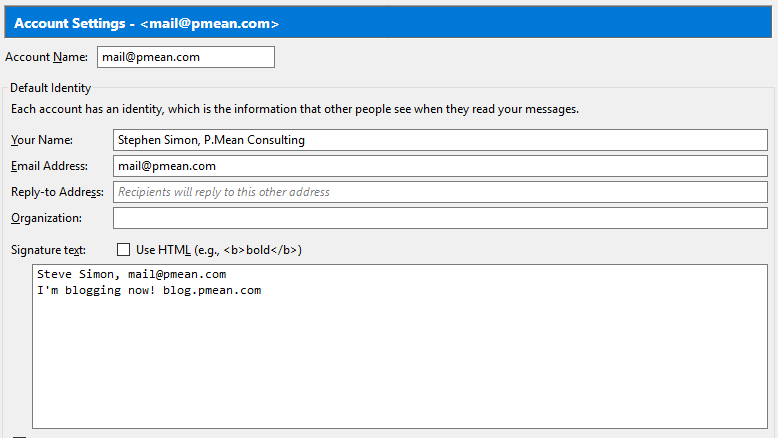 Account Settings - <mail@pmean.com>
Account Name: mail@pmean.com
Default Identity
Each account has an identity, which is the information that other people see when they read your messages.
Your Name: Stephen Simon, P.Mean Consulting
Email Address: mail@pmean.com
Reply-to Address: Recipients will reply to this other address
Organization:
Signature text: Use HTML (e.g., <b>bold</b>)
Steve Simon, mail@pmean.com
I'm blogging now! blog.pmean.com